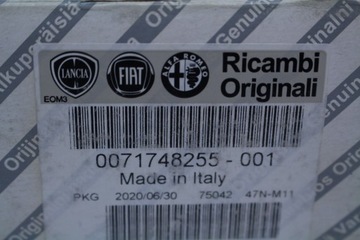 LANCIA
FIAT
ALFA ROMEO
Ricambi
Originali
EOM3
0071748255 - 001
Made in Italy
PKG 2020/06/30 75042 47N-M11